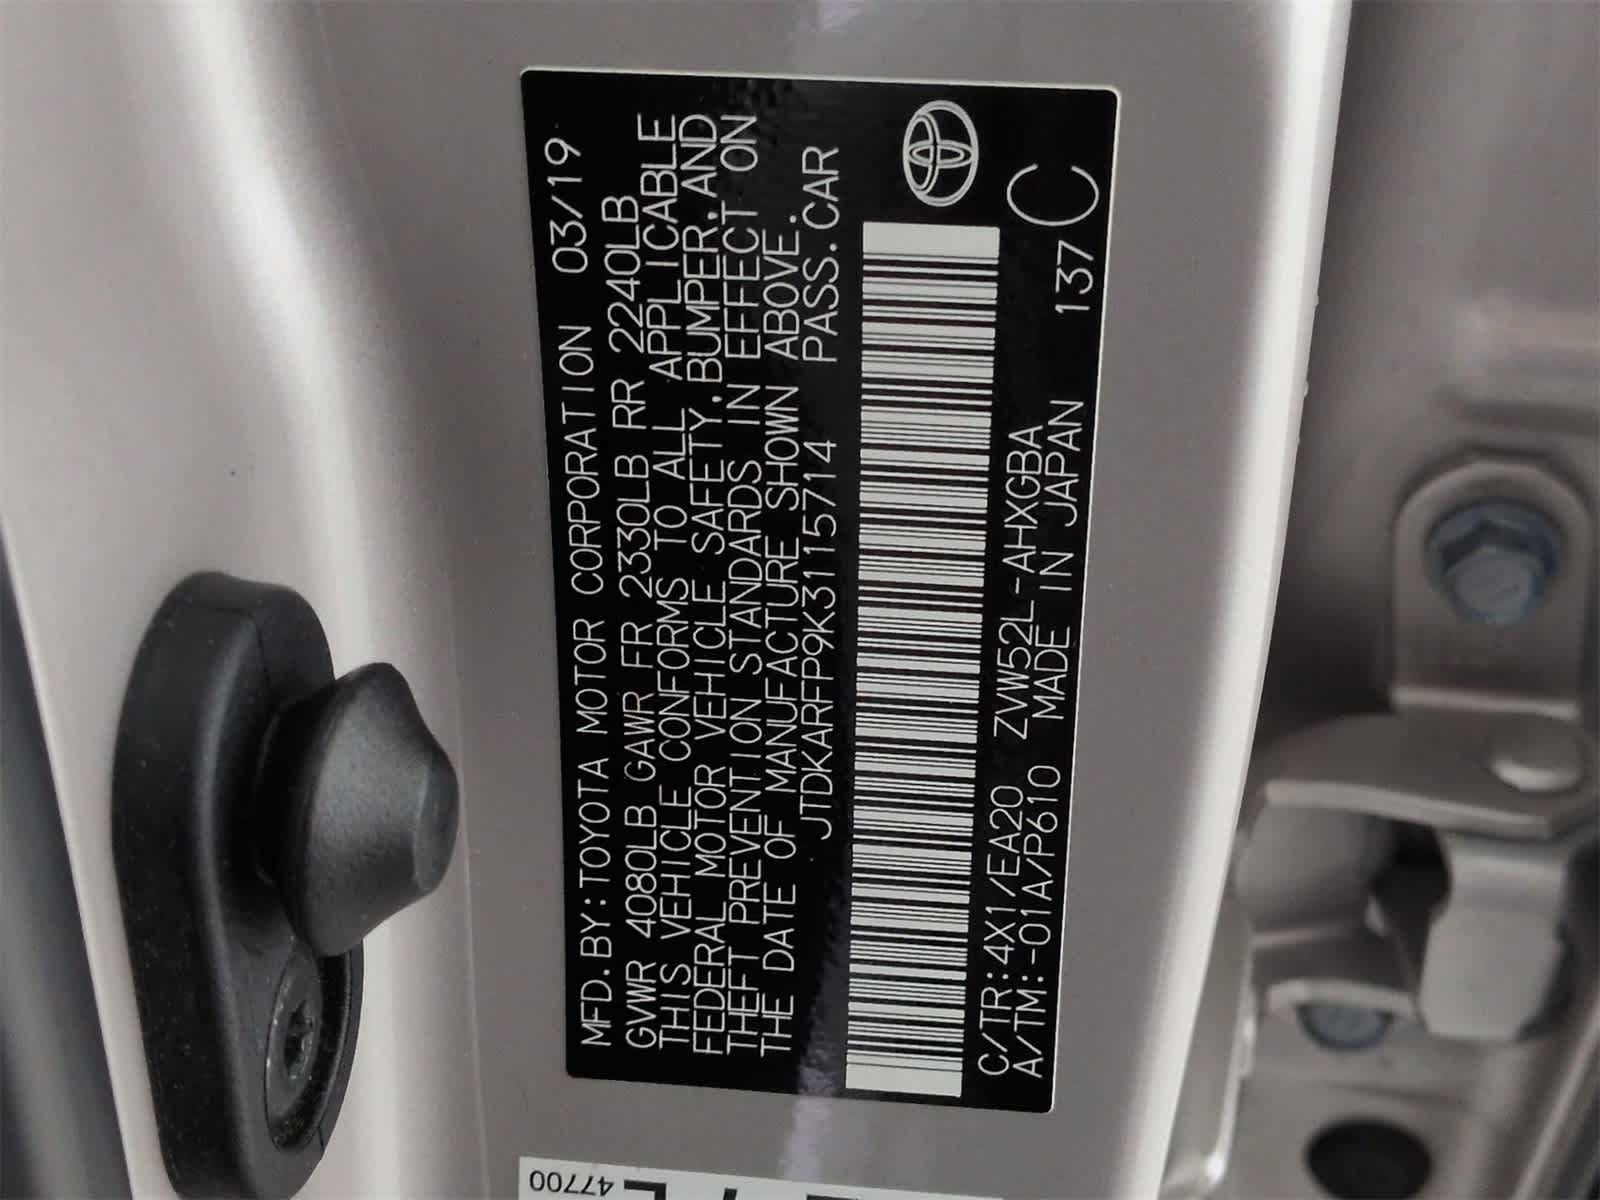 MFD.BY:TOYOTA MOTOR CORPORATION 03/19
GVWR 4080LB GAWR FR 2330LB RR 2240LB
THIS VEHICLE CONFORMS TO ALL APPLICABLE
FEDERAL MOTOR VEHICLE SAFETY,BUMPER,AND
THEFT PREVENTION STANDARDS IN EFFECT ON
THE DATE OF MANUFACTURE SHOWN ABOVE.
JTDKARFP9K3115714 PASS.CAR
C/TR:4X1/EA20 ZVW52L-AHXGBA
A/TM:-01A/P610 MADE IN JAPAN 137 C
47700